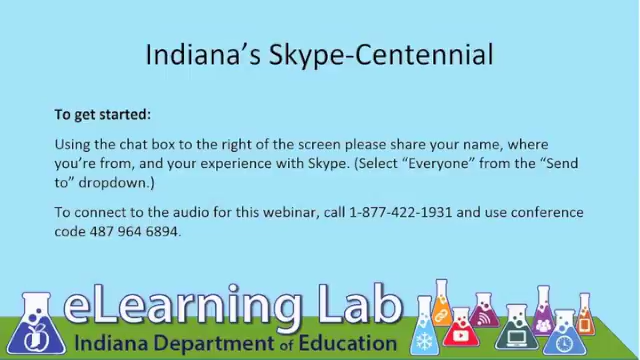 Indiana’s Skype-Centennial
To get started:
Using the chat box to the right of the screen please share your name, where
you’re from, and your experience with Skype. (Select “Everyone” from the “Send
to” dropdown.)
To connect to the audio for this webinar, call 1-877-422-1931 and use conference
code 487 964 6894.
eLearning Lab
Indiana Department of Education